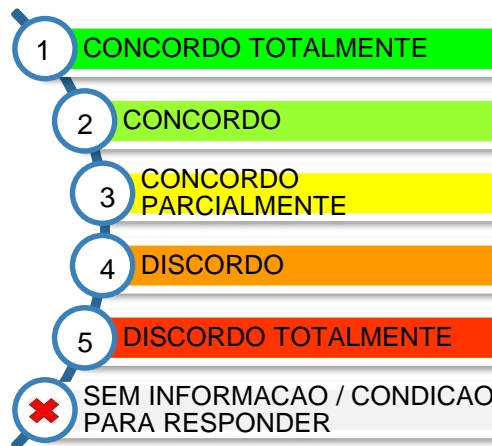 1 CONCORDO TOTALMENTE
2 CONCORDO
3 CONCORDO
PARCIALMENTE
4 DISCORDO
5 DISCORDO TOTALMENTE
SEM INFORMACAO / CONDICAO
PARA RESPONDER